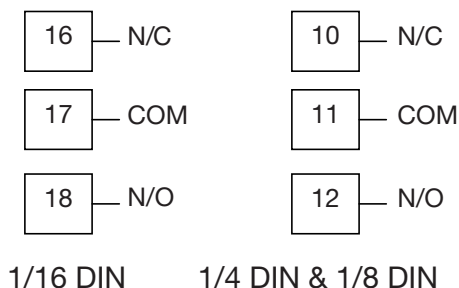 16 N/C 10 N/C
17 COM 11 COM
18 N/O 12 N/O
1/16 DIN 1/4 DIN & 1/8 DIN